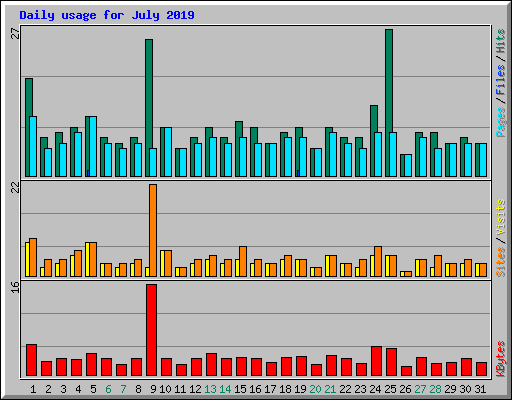 Daily usage for July 2019
27
22
16
Pages / Files / Hits
Sites / Visits
KBytes
1 2 3 4 5 6 7 8 9 10 11 12 13 14 15 16 17 18 19 20 21 22 23 24 25 26 27 28 29 30 31